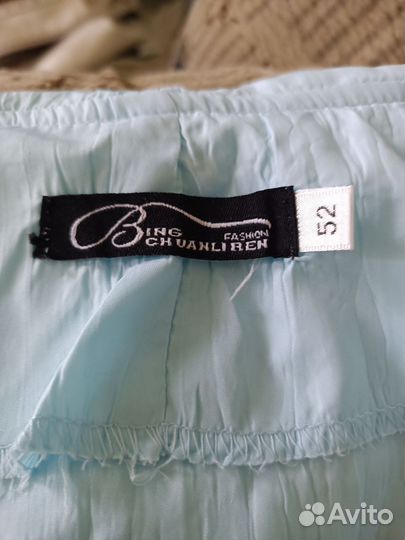 BING FASHION
CHUANLIREN
52
Avito